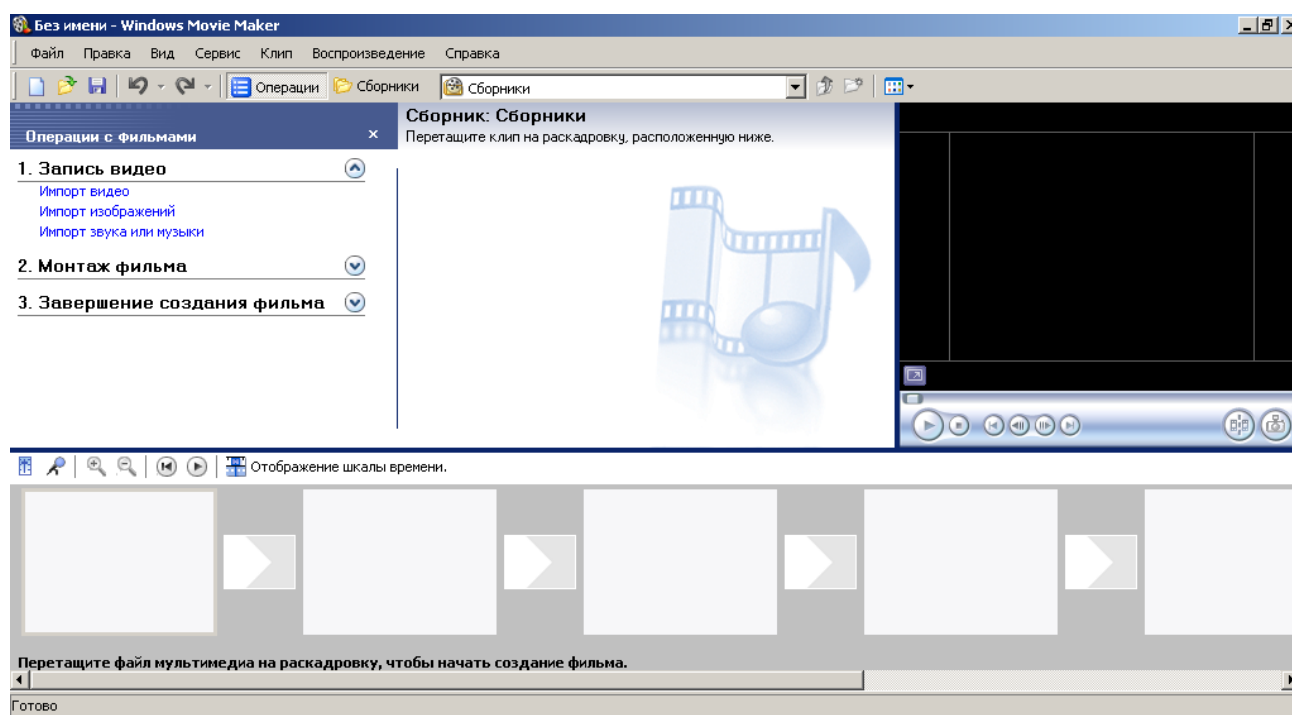 Без имени - Windows Movie Maker
Файл Правка Вид Сервис Клип Воспроизведение Справка
Операции Сборники Сборники
Операции с фильмами
Сборник: Сборники
Перетащите клип на раскадровку, расположенную ниже.
1. Запись видео
Импорт видео
Импорт изображений
Импорт звука или музыки
2. Монтаж фильма
3. Завершение создания фильма
Отображение шкалы времени.
Перетащите файл мультимедиа на раскадровку, чтобы начать создание фильма.
Готово